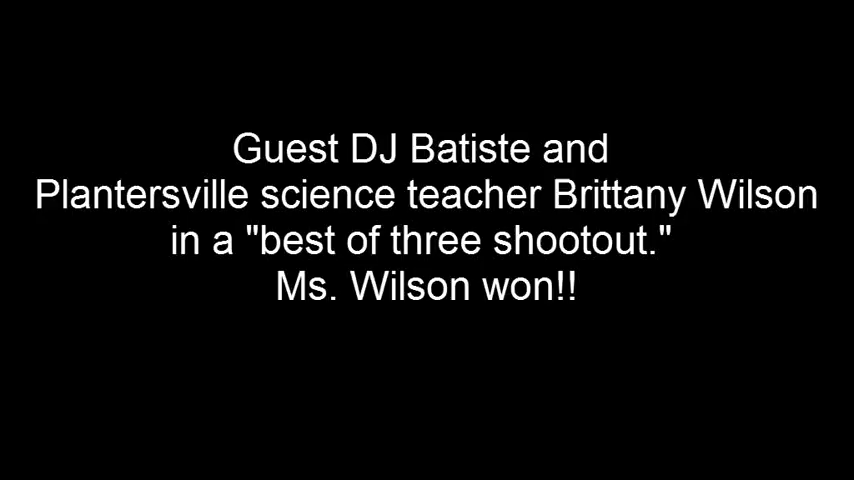 Guest DJ Batiste and
Plantersville science teacher Brittany Wilson
in a "best of three shootout."
Ms. Wilson won!!